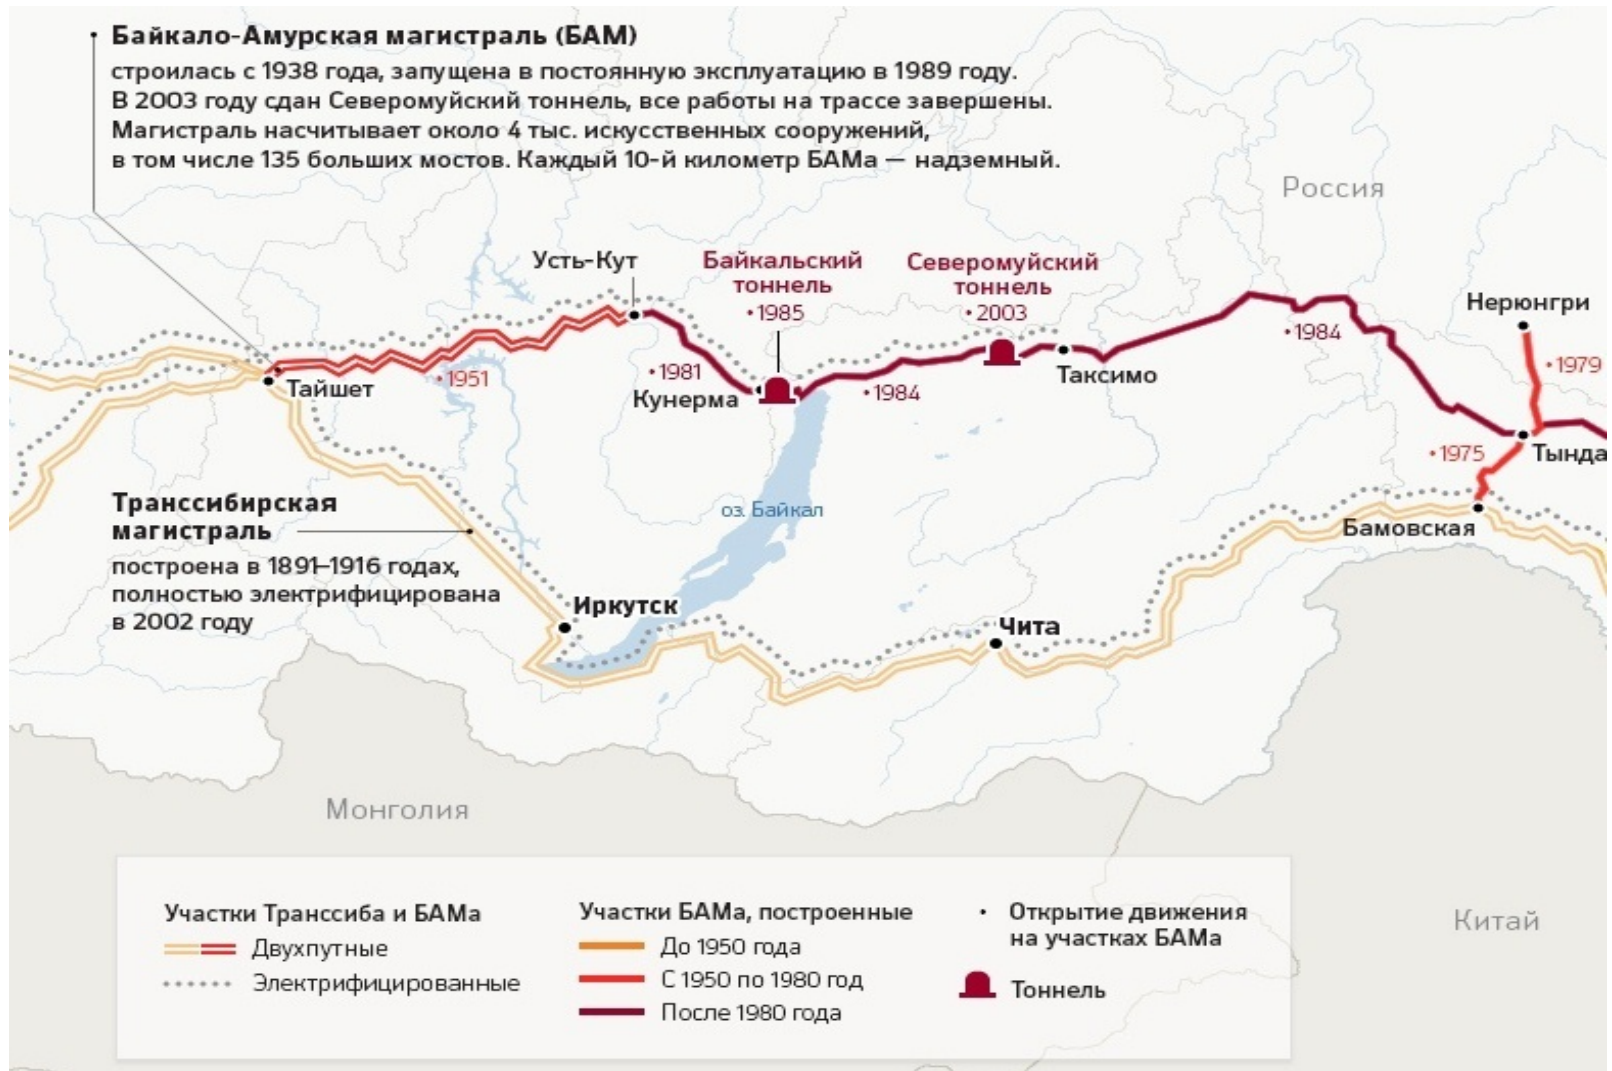 Байкало-Амурская магистраль (БАМ)
строилась с 1938 года, запущена в постоянную эксплуатацию в 1989 году.
В 2003 году сдан Северомуйский тоннель, все работы на трассе завершены.
Магистраль насчитывает около 4 тыс. искусственных сооружений,
в том числе 135 больших мостов. Каждый 10-й километр БАМа — надземный.
Россия
Усть-Кут
Байкальский
тоннель
•1985
Северомуйский
тоннель
•2003
Нерюнгри
•1984
•1979
Тайшет
•1951
•1981
Кунерма
•1984
Таксимо
•1975
Тында
Транссибирская
магистраль
построена в 1891–1916 годах,
полностью электрифицирована
в 2002 году
оз. Байкал
Бамовская
Иркутск
Чита
Монголия
Китай
Участки Транссиба и БАМа
Двухпутные
Электрифицированные
Участки БАМа, построенные
До 1950 года
С 1950 по 1980 год
После 1980 года
• Открытие движения
на участках БАМа
Тоннель